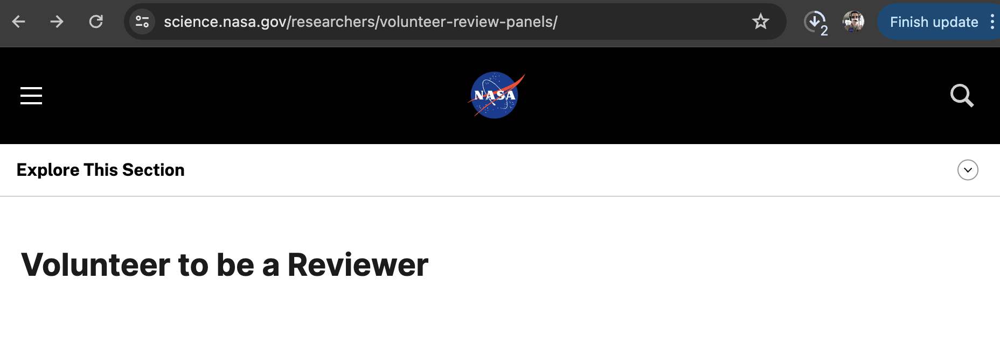 science.nasa.gov/researchers/volunteer-review-panels/
2
Finish update
NASA
Explore This Section
Volunteer to be a Reviewer